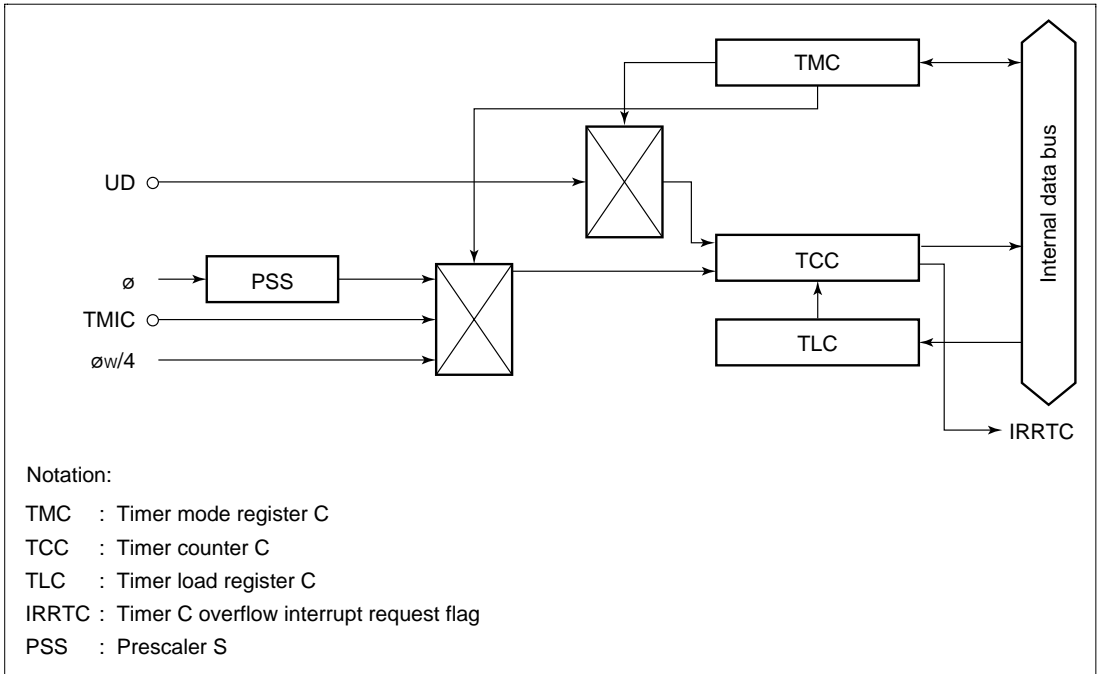 TMC
UD
TCC
Internal data bus
ø
PSS
TMIC
TLC
øw/4
IRRTC
Notation:
TMC : Timer mode register C
TCC : Timer counter C
TLC : Timer load register C
IRRTC : Timer C overflow interrupt request flag
PSS : Prescaler S